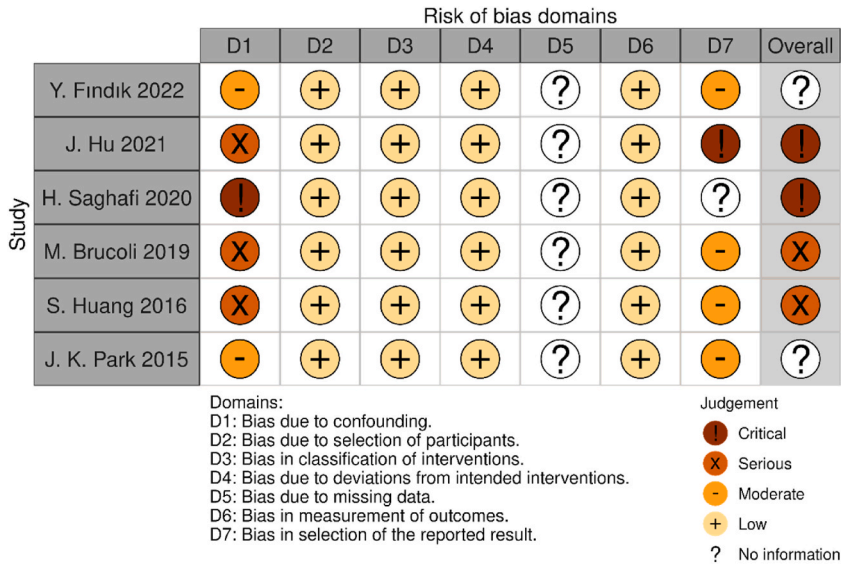 Risk of bias domains
D1 D2 D3 D4 D5 D6 D7 Overall
Study
Y. Fındık 2022 - + + + ? + - ?
J. Hu 2021 X + + + ? + ! !
H. Saghafi 2020 ! + + + ? + ? !
M. Brucoli 2019 X + + + ? + - X
S. Huang 2016 X + + + ? + - X
J. K. Park 2015 - + + + ? + - ?
Domains:
D1: Bias due to confounding.
D2: Bias due to selection of participants.
D3: Bias in classification of interventions.
D4: Bias due to deviations from intended interventions.
D5: Bias due to missing data.
D6: Bias in measurement of outcomes.
D7: Bias in selection of the reported result.
Judgement
! Critical
X Serious
- Moderate
+ Low
? No information